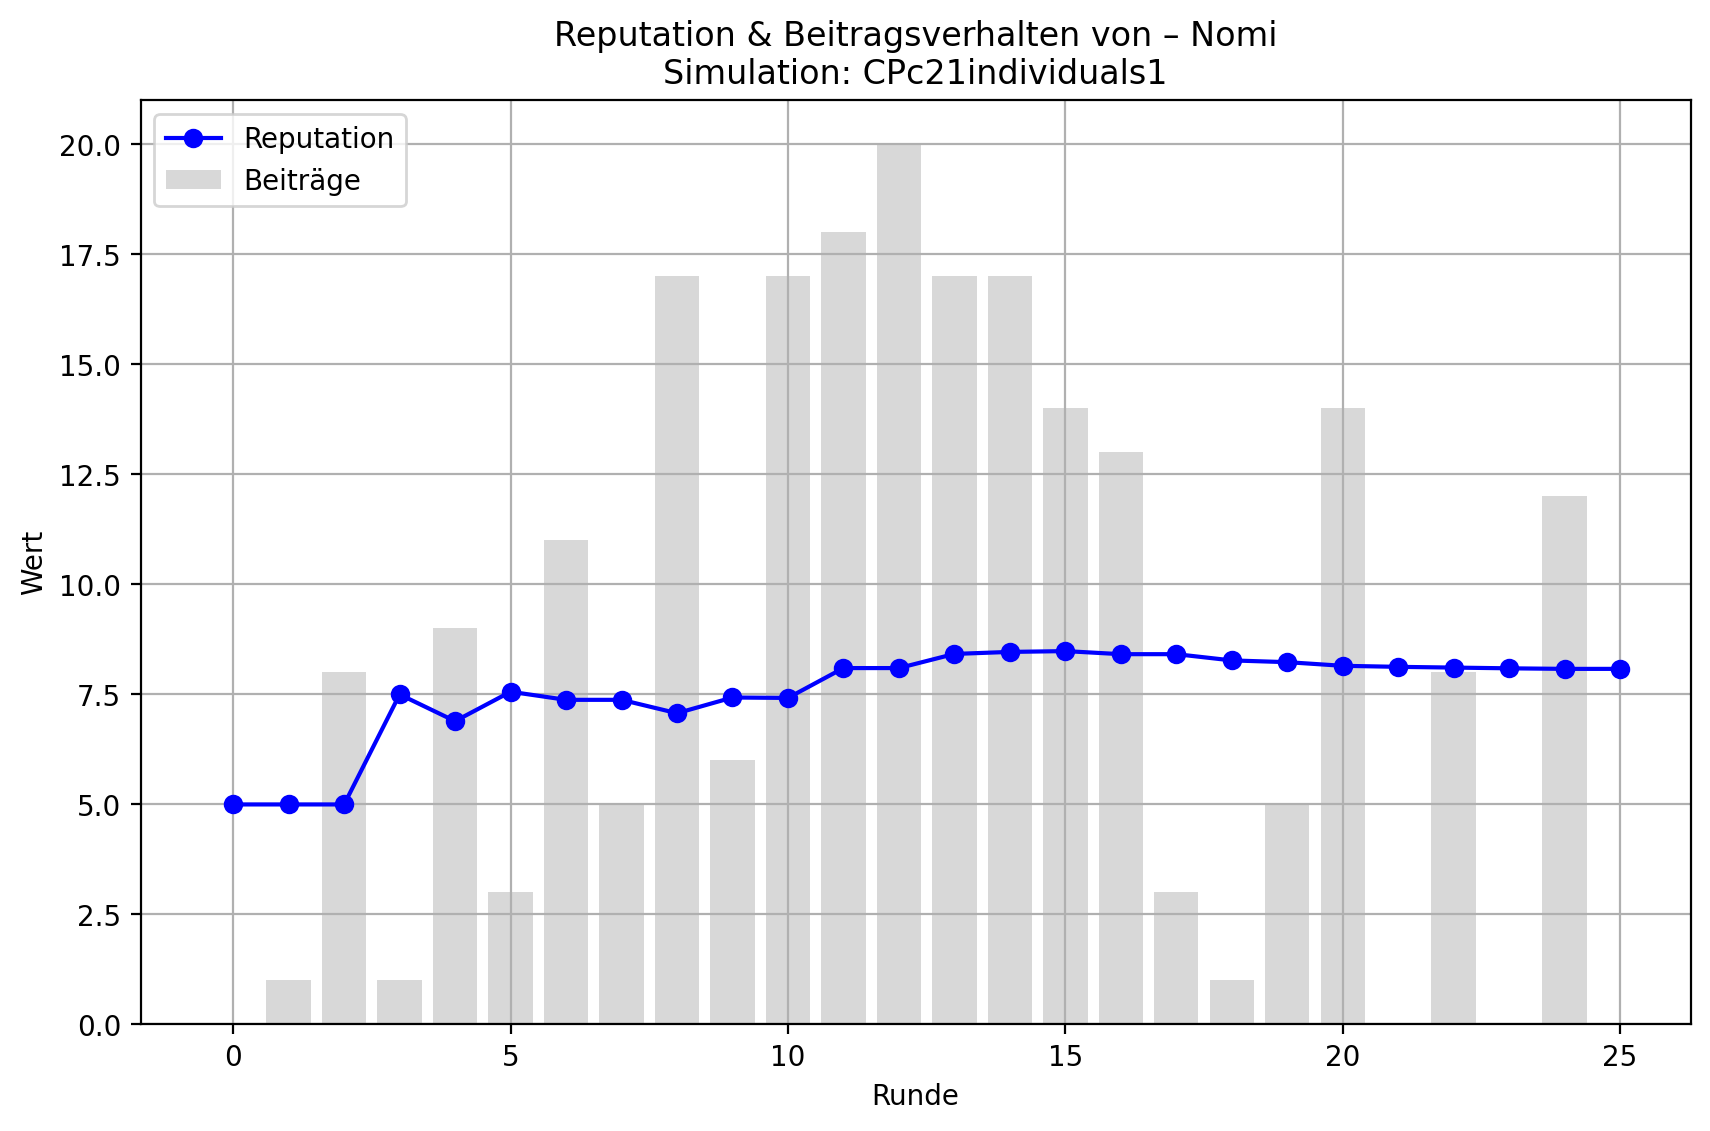 Reputation & Beitragsverhalten von – Nomi
Simulation: CPc21individuals1
Reputation
Beiträge
20.0
17.5
15.0
12.5
10.0
7.5
5.0
2.5
0.0
Wert
0 5 10 15 20 25
Runde